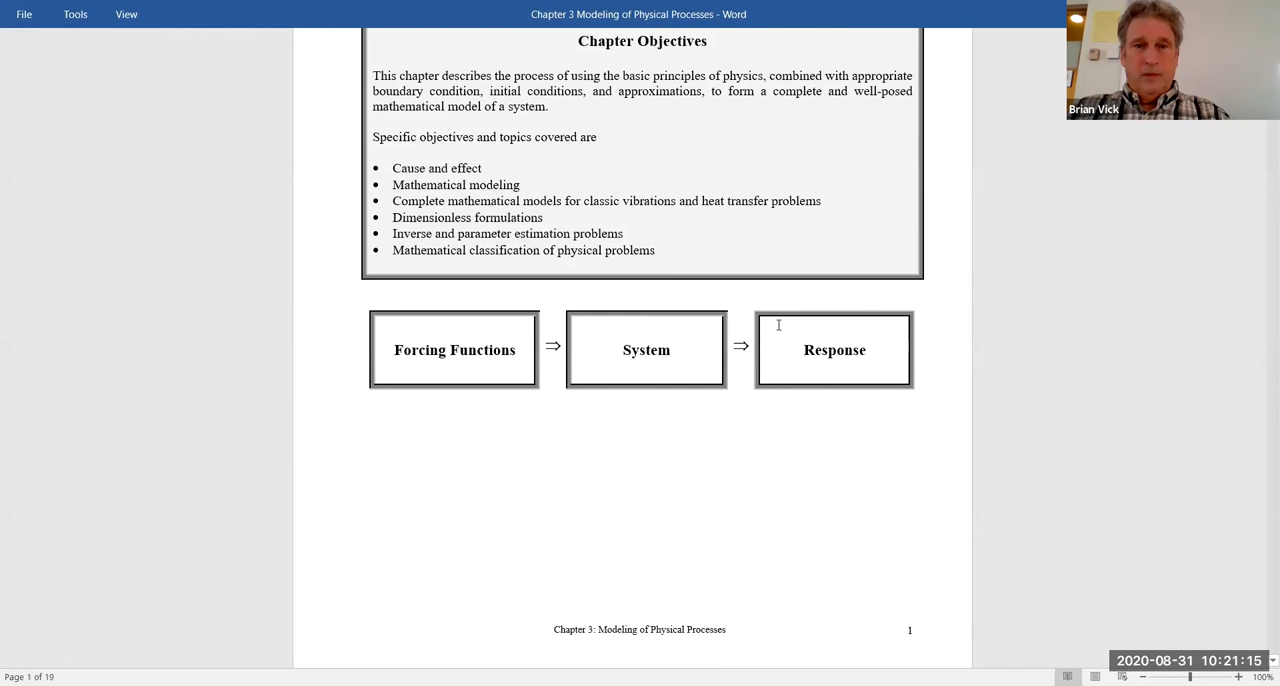 File Tools View Chapter 3 Modeling of Physical Processes - Word
Brian Vick
Chapter Objectives
This chapter describes the process of using the basic principles of physics, combined with appropriate
boundary condition, initial conditions, and approximations, to form a complete and well-posed
mathematical model of a system.
Specific objectives and topics covered are
• Cause and effect
• Mathematical modeling
• Complete mathematical models for classic vibrations and heat transfer problems
• Dimensionless formulations
• Inverse and parameter estimation problems
• Mathematical classification of physical problems
Forcing Functions ⇒ System ⇒ Response
Chapter 3: Modeling of Physical Processes 1
2020-08-31 10:21:15
Page 1 of 19 100%